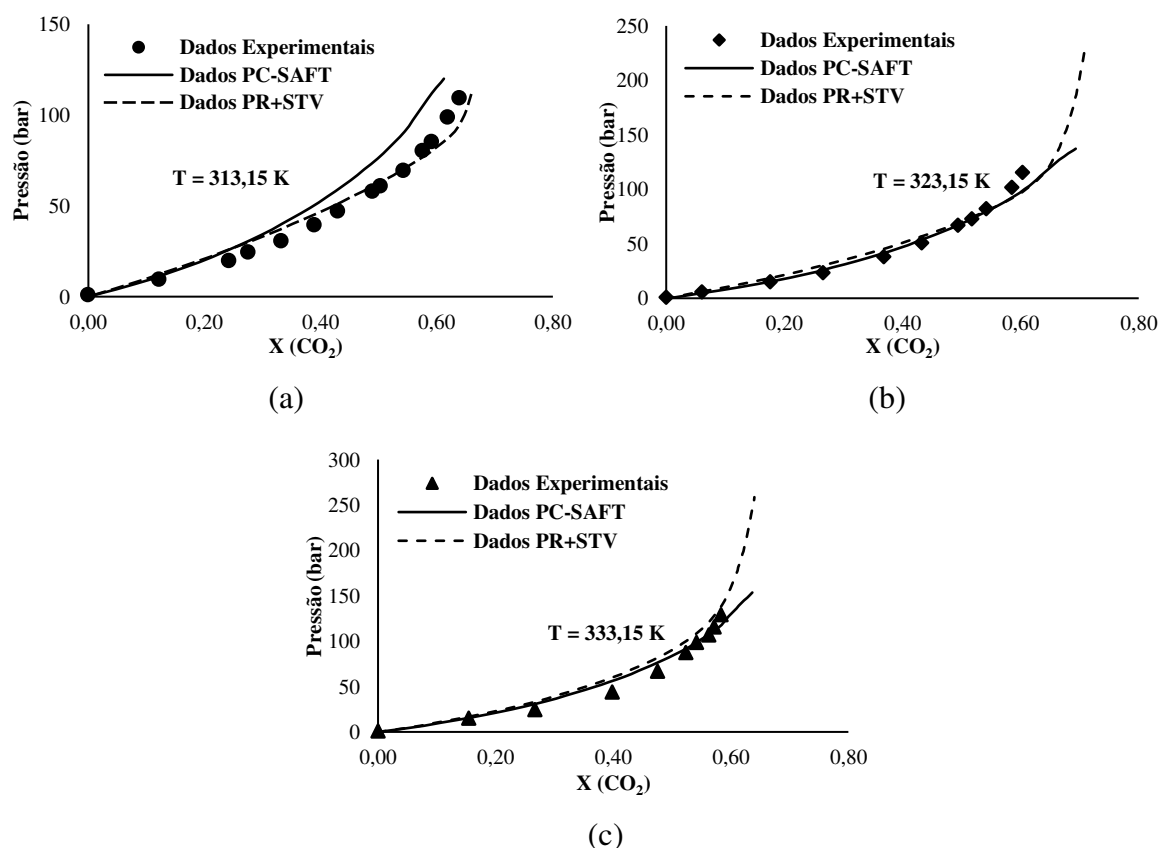 150
100
50
0
Pressão (bar)
Dados Experimentais
Dados PC-SAFT
Dados PR+STV
T = 313,15 K
0,00 0,20 0,40 0,60 0,80
X (CO₂)
(a)
250
200
150
100
50
0
Pressão (bar)
Dados Experimentais
Dados PC-SAFT
Dados PR+STV
T = 323,15 K
0,00 0,20 0,40 0,60 0,80
X (CO₂)
(b)
300
250
200
150
100
50
0
Pressão (bar)
Dados Experimentais
Dados PC-SAFT
Dados PR+STV
T = 333,15 K
0,00 0,20 0,40 0,60 0,80
X (CO₂)
(c)